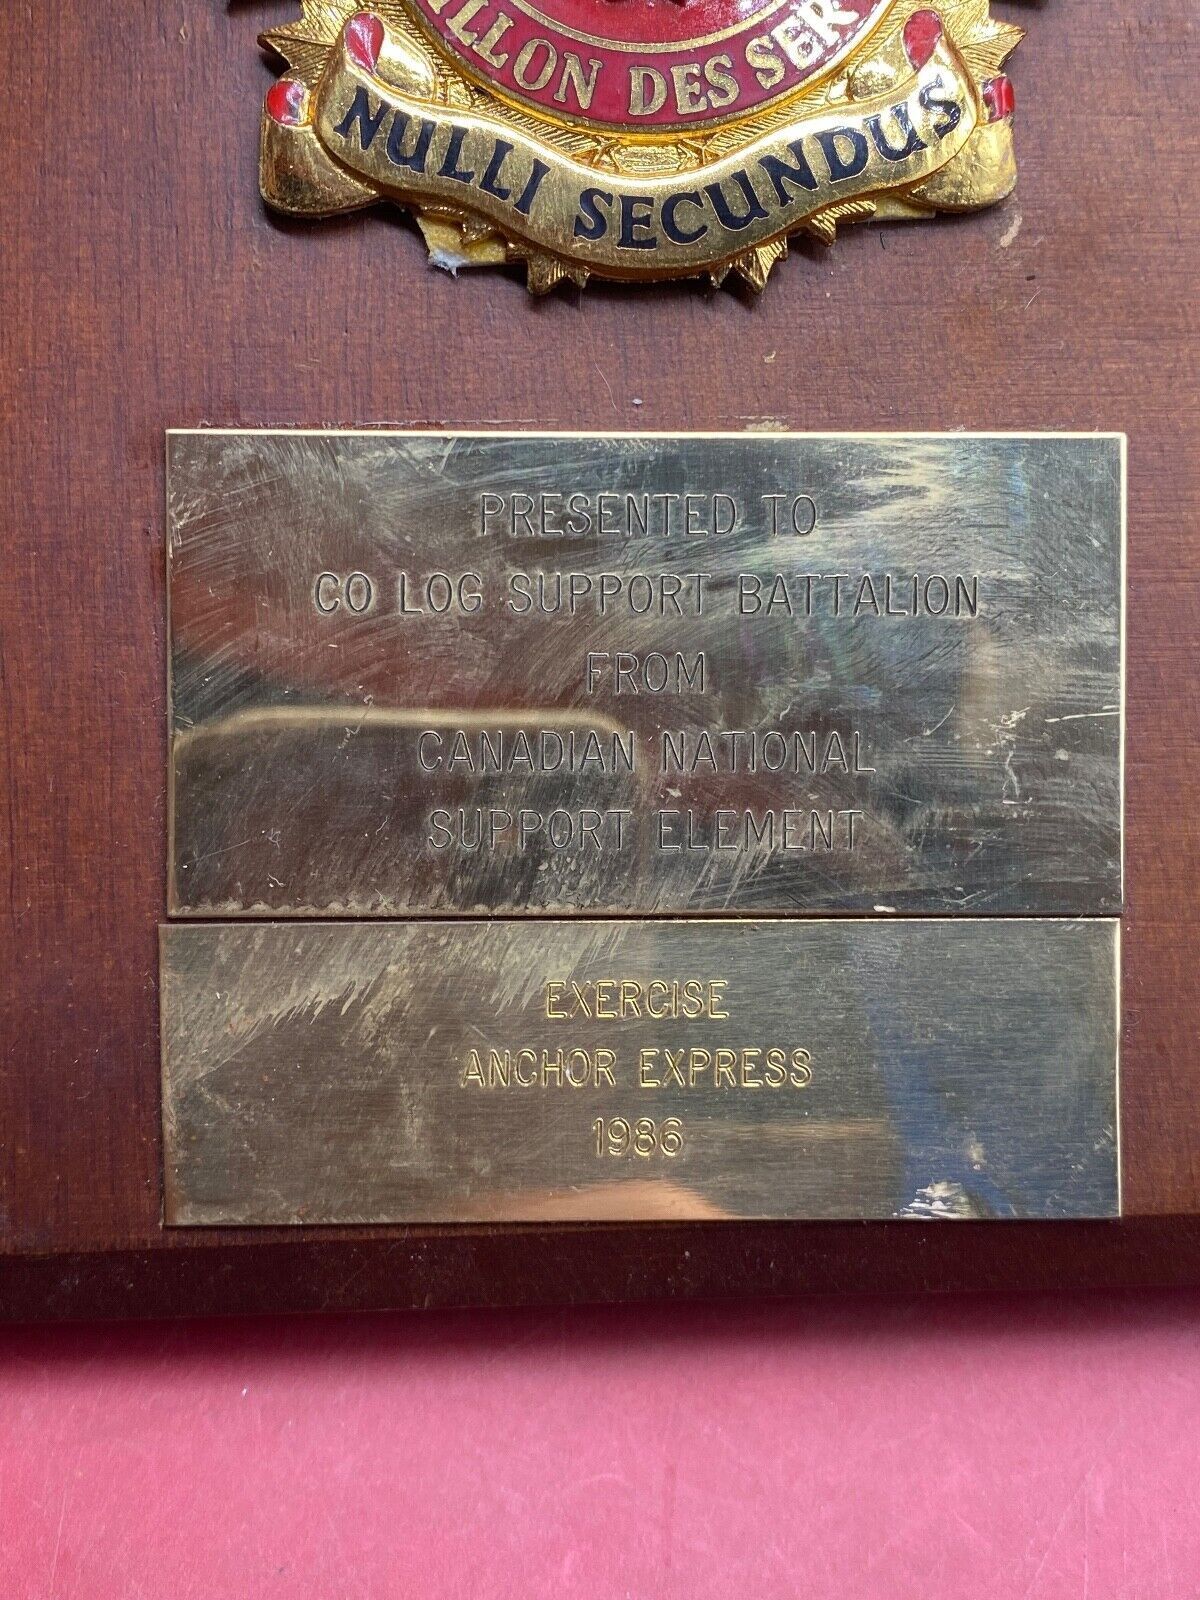 ILLON DES SER
NULLI SECUNDUS
PRESENTED TO
CO LOG SUPPORT BATTALION
FROM
CANADIAN NATIONAL
SUPPORT ELEMENT
EXERCISE
ANCHOR EXPRESS
1986